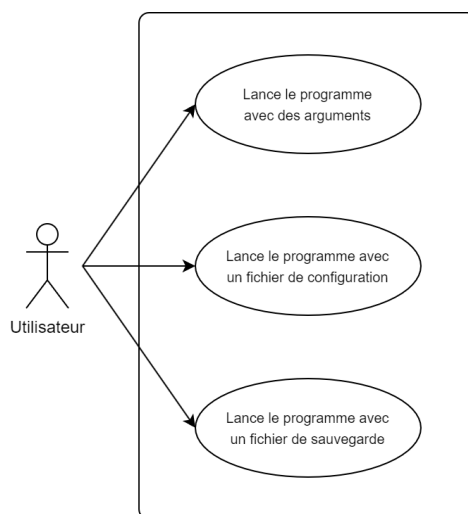 Lance le programme
avec des arguments
Lance le programme avec
un fichier de configuration
Utilisateur
Lance le programme avec
un fichier de sauvegarde